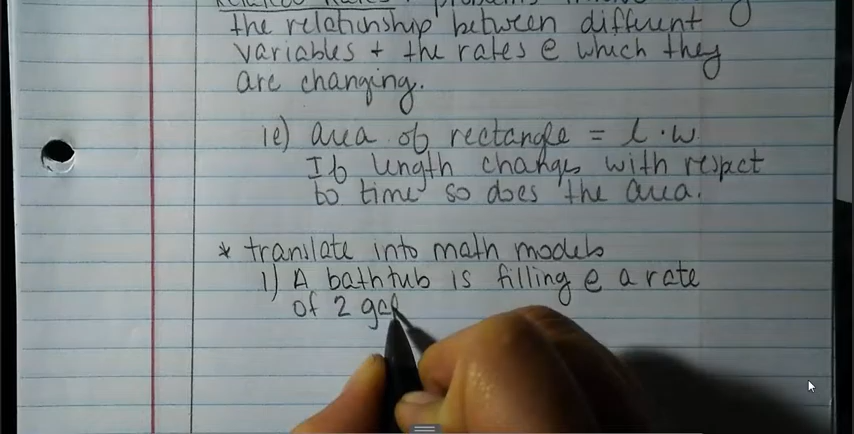 the relationship between different
variables + the rates e which they
are changing.
ie) area of rectangle = l · w
If length changes with respect
to time so does the area.
* translate into math models
1) A bathtub is filling e a rate
of 2 gal